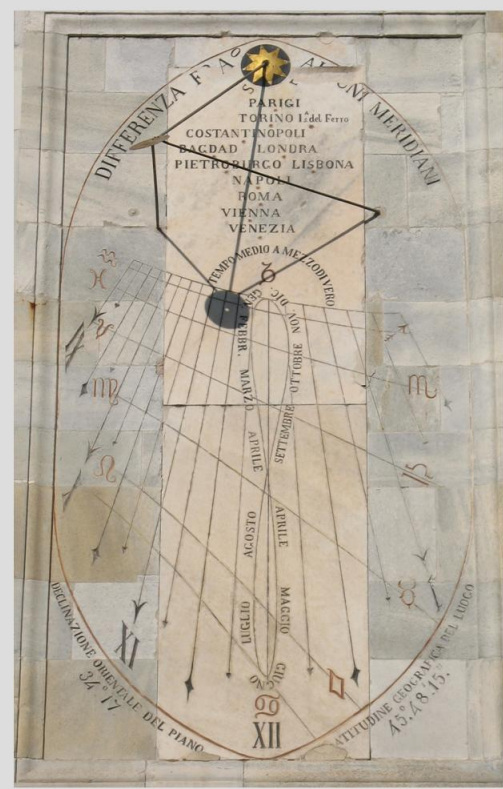 DIFFERENZA FRA
ALCUNI MERIDIANI
PARIGI
TORINO I.ª del Ferro
COSTANTINOPOLI
BAGDAD LONDRA
PIETROBURGO LISBONA
NAPOLI
ROMA
VIENNA
VENEZIA
TEMPO MEDIO A MEZZODI VERO
♑
GEN DIC
FEBBR. NOV
MARZO OTTOBRE
APRILE SETTEMBRE
AGOSTO APRILE
LUGLIO MAGGIO
GIUGNO
♓
♏
♍
♌
♉
XI
I
♋
XII
DECLINAZIONE ORIENTALE DEL PIANO
34° 17
LATITUDINE GEOGRAFICA DEL LUOGO
45.° 48. 15.